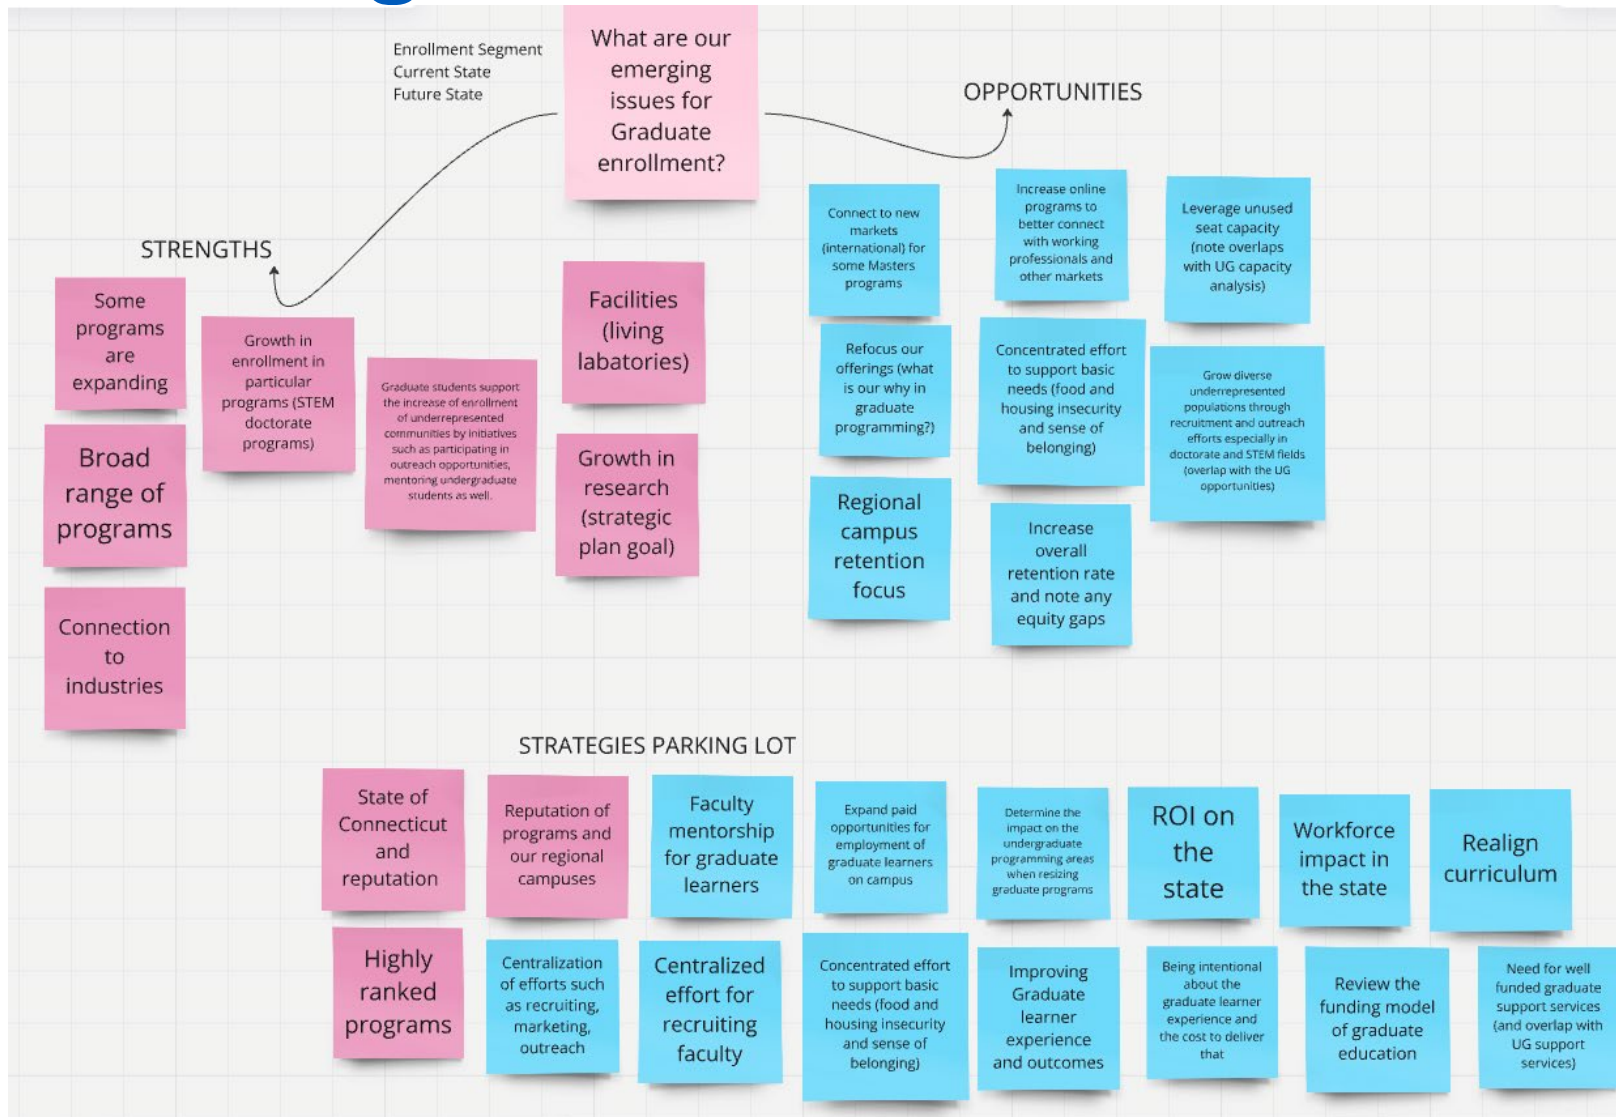 Enrollment Segment
Current State
Future State
What are our
emerging
issues for
Graduate
enrollment?
STRENGTHS
Some
programs
are
expanding
Growth in
enrollment in
particular
programs (STEM
doctorate
programs)
Graduate students support
the increase of enrollment
of underrepresented
communities by initiatives
such as participating in
outreach opportunities,
mentoring undergraduate
students as well.
Facilities
(living
labatories)
Broad
range of
programs
Growth in
research
(strategic
plan goal)
Connection
to
industries
OPPORTUNITIES
Connect to new
markets
(international) for
some Masters
programs
Increase online
programs to
better connect
with working
professionals and
other markets
Leverage unused
seat capacity
(note overlaps
with UG capacity
analysis)
Refocus our
offerings (what
is our why in
graduate
programming?)
Concentrated effort
to support basic
needs (food and
housing insecurity
and sense of
belonging)
Grow diverse
underrepresented
populations through
recruitment and outreach
efforts especially in
doctorate and STEM fields
(overlap with the UG
opportunities)
Regional
campus
retention
focus
Increase
overall
retention rate
and note any
equity gaps
STRATEGIES PARKING LOT
State of
Connecticut
and
reputation
Reputation of
programs and
our regional
campuses
Faculty
mentorship
for graduate
learners
Expand paid
opportunities for
employment of
graduate learners
on campus
Determine the
impact on the
undergraduate
programming areas
when resizing
graduate programs
ROI on
the
state
Workforce
impact in
the state
Realign
curriculum
Highly
ranked
programs
Centralization
of efforts such
as recruiting,
marketing,
outreach
Centralized
effort for
recruiting
faculty
Concentrated effort
to support basic
needs (food and
housing insecurity
and sense of
belonging)
Improving
Graduate
learner
experience
and outcomes
Being intentional
about the
graduate learner
experience and
the cost to deliver
that
Review the
funding model
of graduate
education
Need for well
funded graduate
support services
(and overlap with
UG support
services)